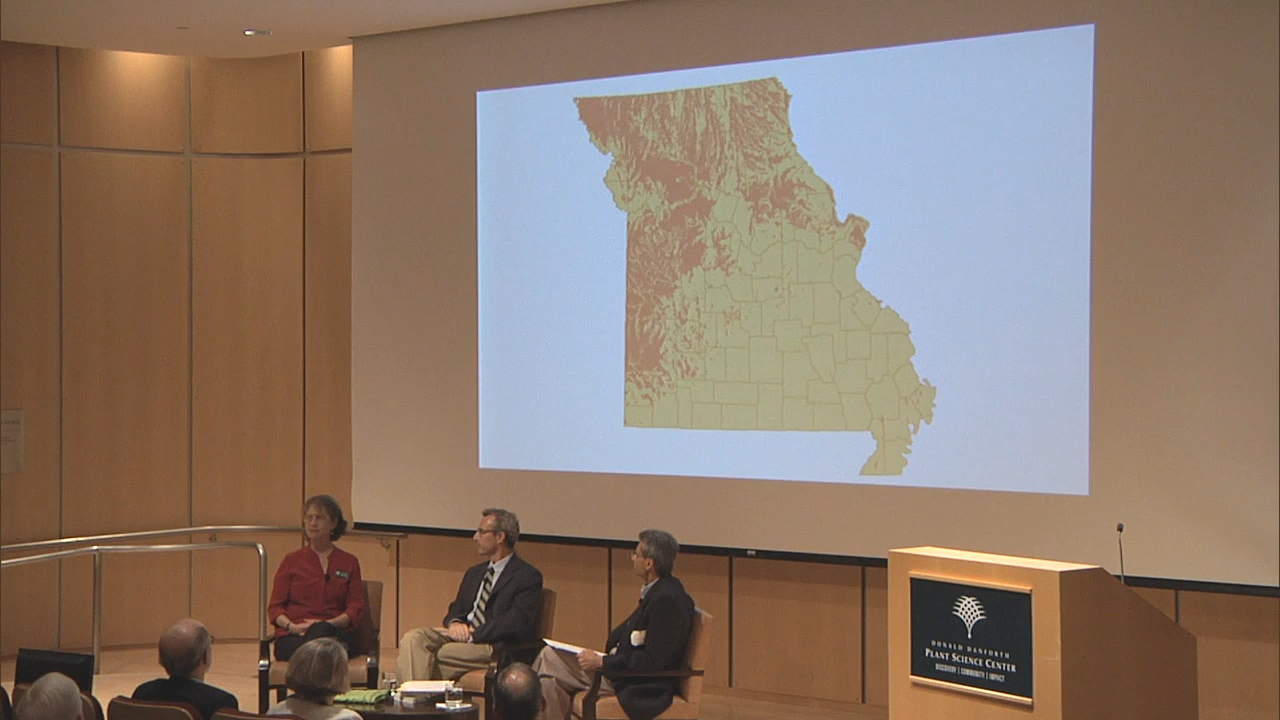 DONALD DANFORTH
PLANT SCIENCE CENTER
DISCOVERY | COMMUNITY | IMPACT